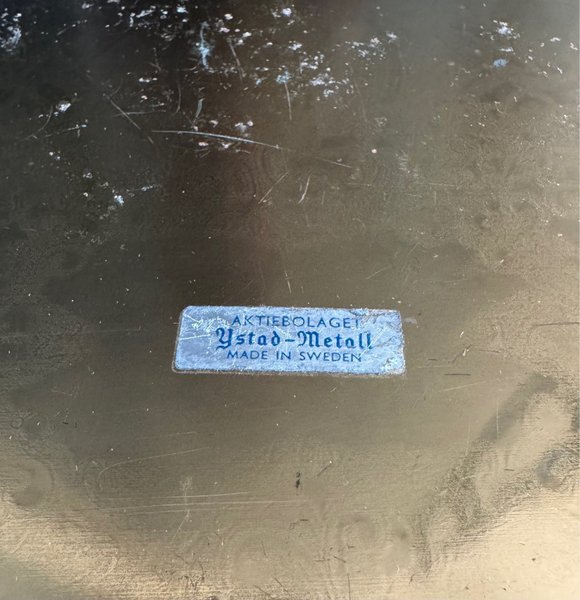 AKTIEBOLAGET
Ystad-Metall
MADE IN SWEDEN